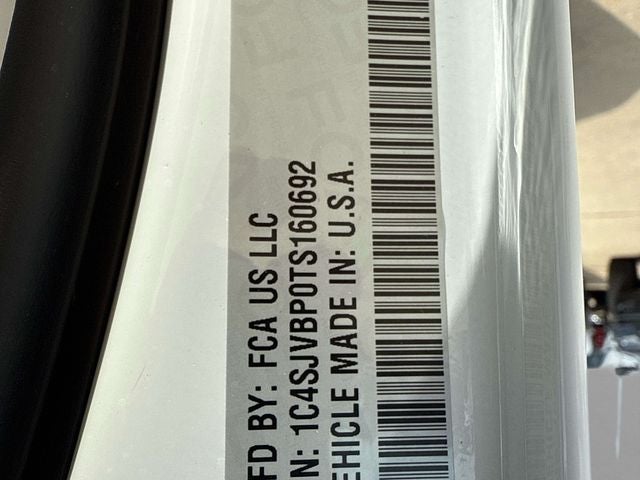 FD BY: FCA US LLC
N: 1C4SJVBP0TS160692
EHICLE MADE IN: U.S.A.